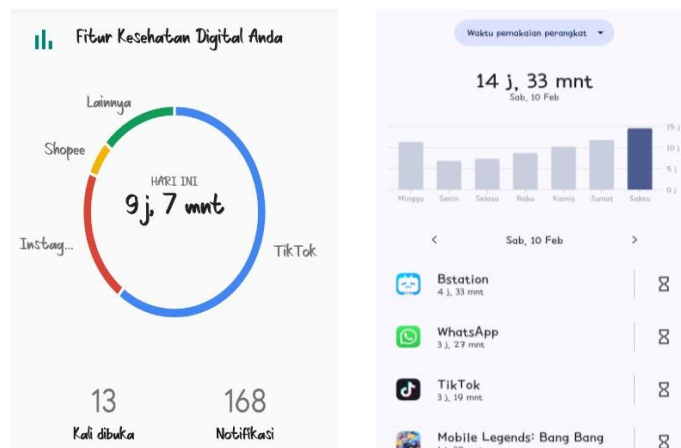 Fitur Kesehatan Digital Anda
Lainnya
Shopee
HARI INI
9 j, 7 mnt
Instag...
TikTok
13
168
Kali dibuka
Notifikasi
Waktu pemakaian perangkat
14 j, 33 mnt
Sab, 10 Feb
15 j
10 j
5 j
0 j
Minggu Senin Selasa Rabu Kamis Jumat Sabtu
Sab, 10 Feb
Bstation
4 j, 33 mnt
WhatsApp
3 j, 27 mnt
TikTok
3 j, 19 mnt
Mobile Legends: Bang Bang